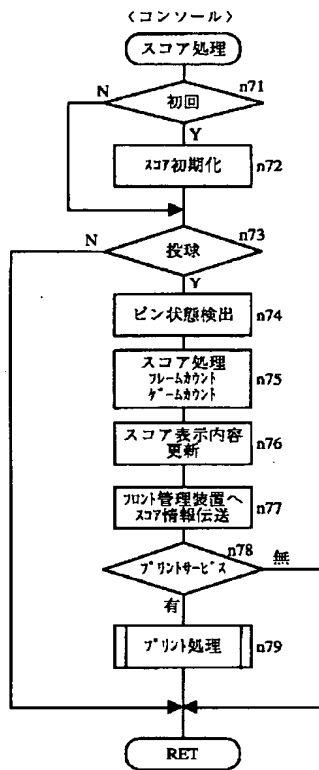 〈コンソール〉
スコア処理
n71
N
初回
Y
スコア初期化
n72
n73
N
投球
Y
ピン状態検出
n74
スコア処理
フレームカウント
ゲームカウント
n75
スコア表示内容
更新
n76
フロント管理装置へ
スコア情報伝送
n77
n78
プリントサービス
無
有
プリント処理
n79
RET